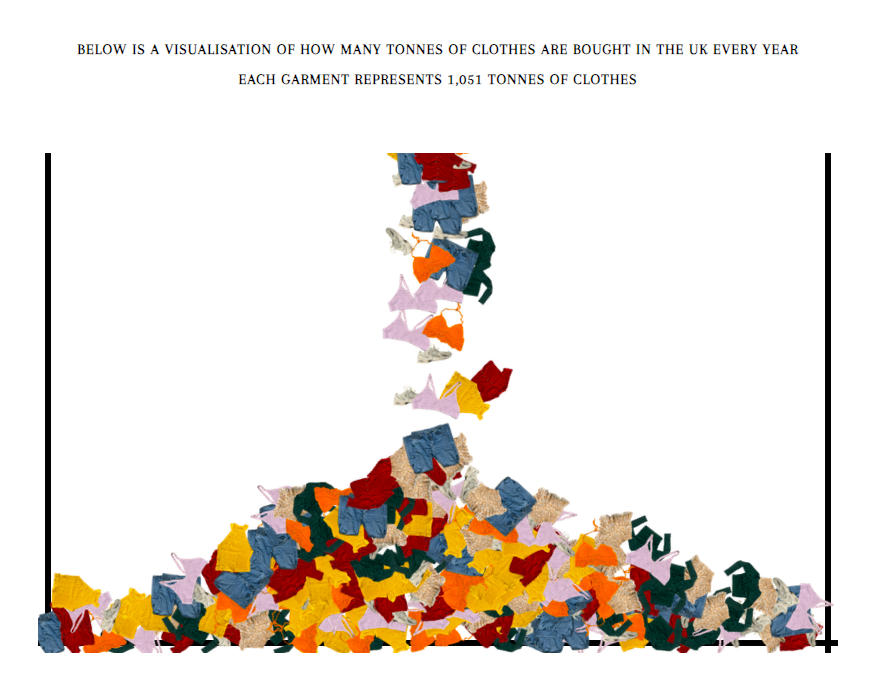 BELOW IS A VISUALISATION OF HOW MANY TONNES OF CLOTHES ARE BOUGHT IN THE UK EVERY YEAR
EACH GARMENT REPRESENTS 1,051 TONNES OF CLOTHES